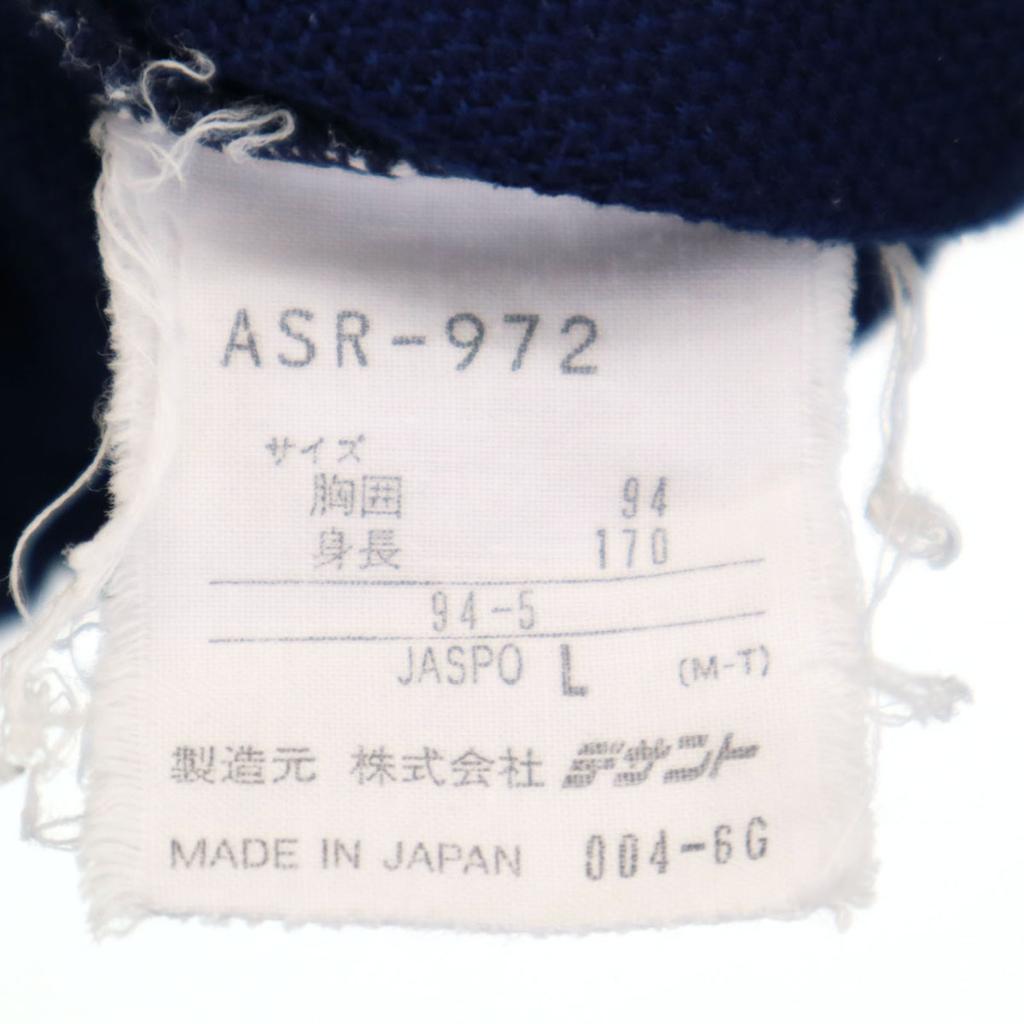 ASR-972
サイズ
胸囲 94
身長 170
94-5
JASPO L (M-T)
製造元 株式会社 デサント
MADE IN JAPAN 004-6G